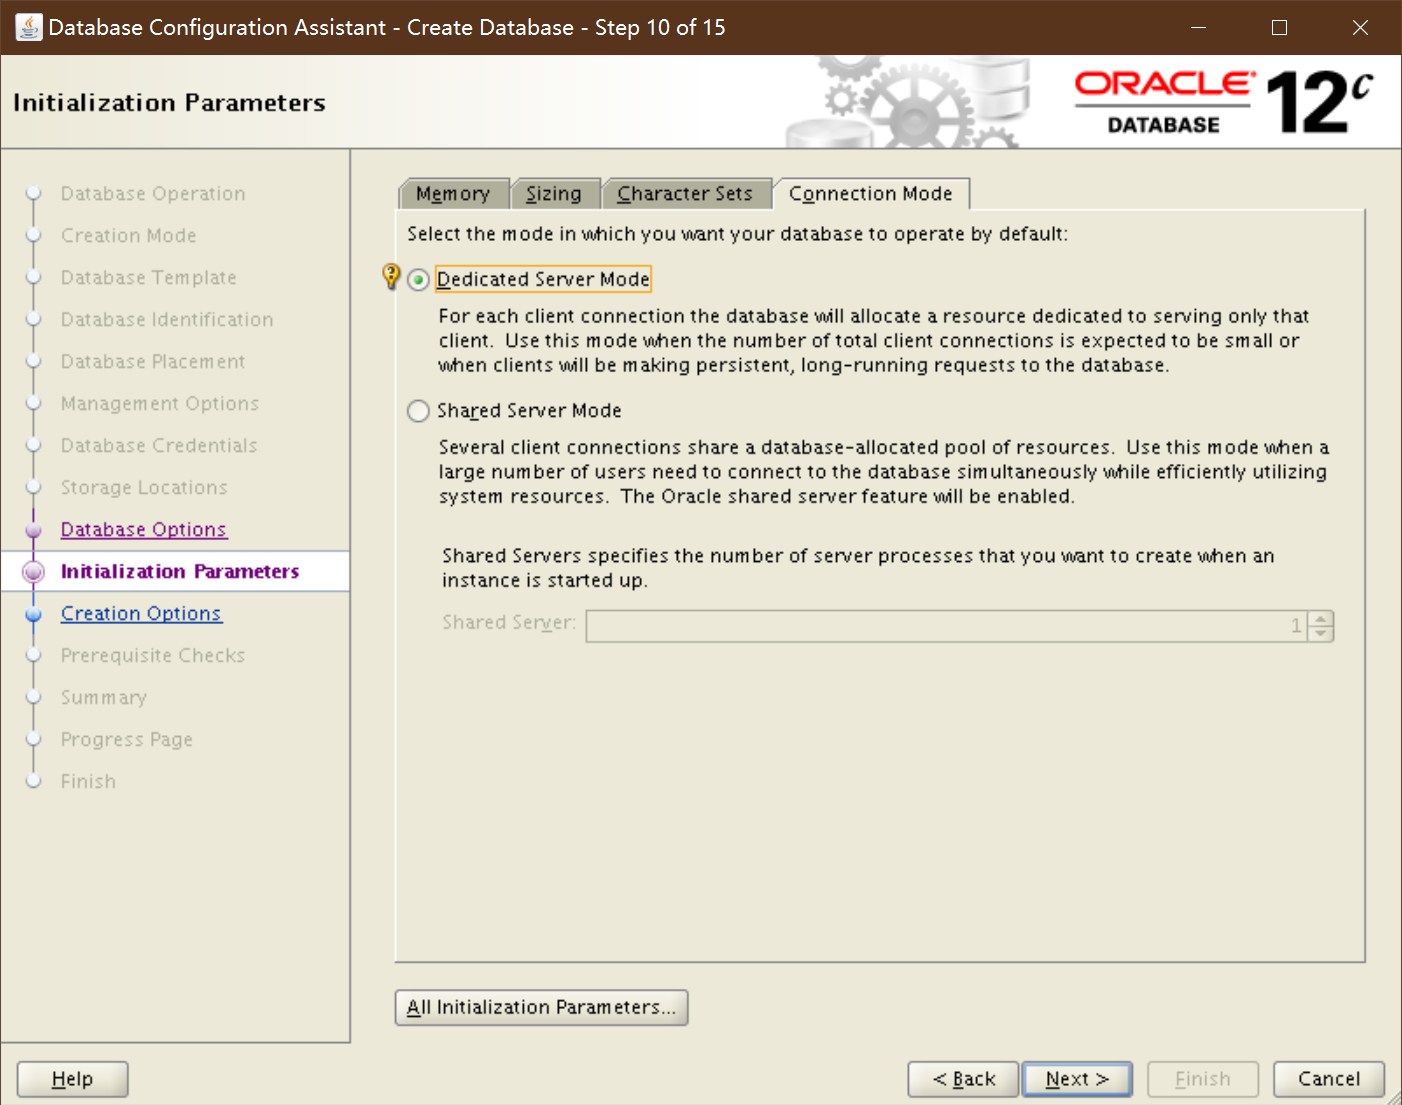 Database Configuration Assistant - Create Database - Step 10 of 15
Initialization Parameters
ORACLE
DATABASE
12c
Database Operation
Creation Mode
Database Template
Database Identification
Database Placement
Management Options
Database Credentials
Storage Locations
Database Options
Initialization Parameters
Creation Options
Prerequisite Checks
Summary
Progress Page
Finish
Memory Sizing Character Sets Connection Mode
Select the mode in which you want your database to operate by default:
Dedicated Server Mode
For each client connection the database will allocate a resource dedicated to serving only that
client. Use this mode when the number of total client connections is expected to be small or
when clients will be making persistent, long-running requests to the database.
Shared Server Mode
Several client connections share a database-allocated pool of resources. Use this mode when a
large number of users need to connect to the database simultaneously while efficiently utilizing
system resources. The Oracle shared server feature will be enabled.
Shared Servers specifies the number of server processes that you want to create when an
instance is started up.
Shared Server: 1
All Initialization Parameters...
Help < Back Next > Finish Cancel